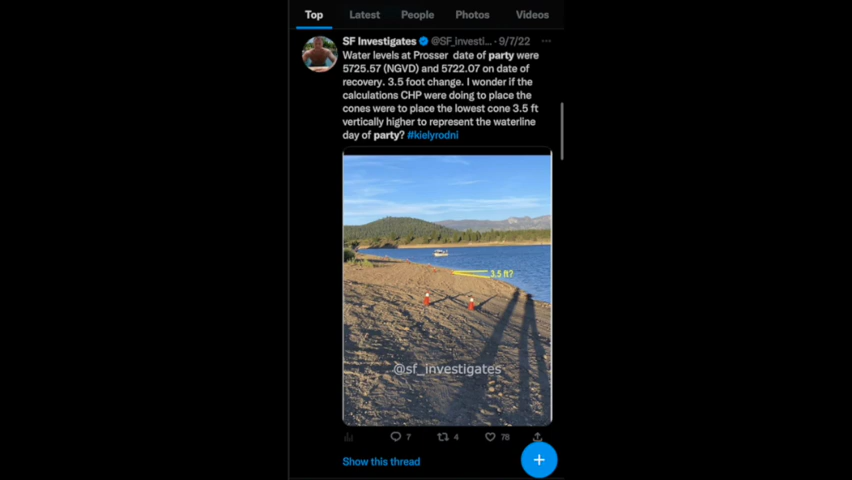 Top Latest People Photos Videos
SF Investigates @SF_investi... · 9/7/22
Water levels at Prosser date of party were
5725.57 (NGVD) and 5722.07 on date of
recovery. 3.5 foot change. I wonder if the
calculations CHP were doing to place the
cones were to place the lowest cone 3.5 ft
vertically higher to represent the waterline
day of party? #kielyrodni
3.5 ft?
@sf_investigates
7 4 78
Show this thread